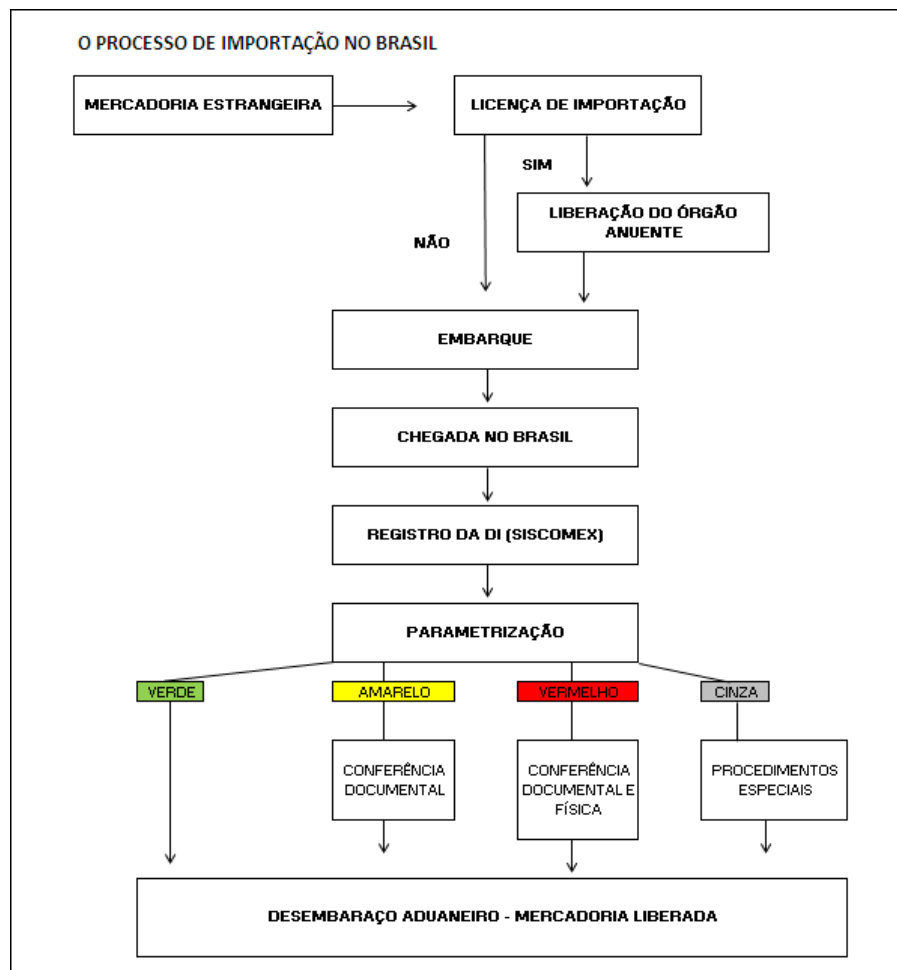 O PROCESSO DE IMPORTAÇÃO NO BRASIL
MERCADORIA ESTRANGEIRA
LICENÇA DE IMPORTAÇÃO
SIM
LIBERAÇÃO DO ÓRGÃO
ANUENTE
NÃO
EMBARQUE
CHEGADA NO BRASIL
REGISTRO DA DI (SISCOMEX)
PARAMETRIZAÇÃO
VERDE
AMARELO
VERMELHO
CINZA
CONFERÊNCIA
DOCUMENTAL
CONFERÊNCIA
DOCUMENTAL E
FÍSICA
PROCEDIMENTOS
ESPECIAIS
DESEMBARAÇO ADUANEIRO - MERCADORIA LIBERADA